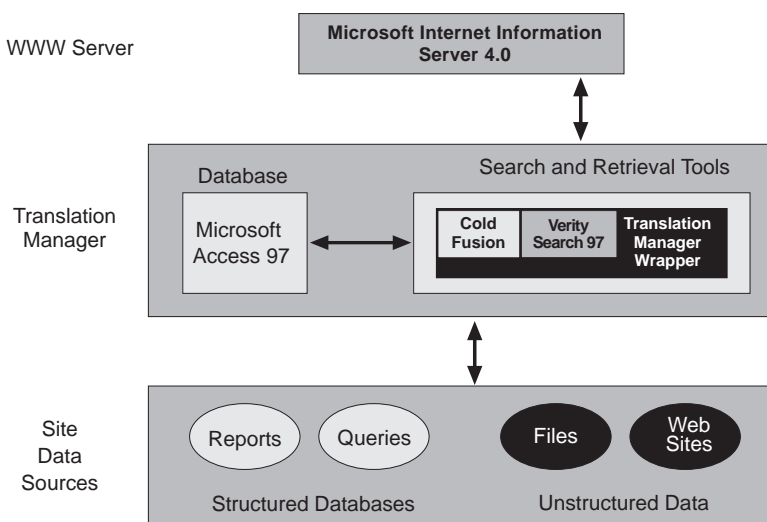 WWW Server
Microsoft Internet Information
Server 4.0
Translation
Manager
Database
Microsoft
Access 97
Search and Retrieval Tools
Cold
Fusion
Verity
Search 97
Translation
Manager
Wrapper
Site
Data
Sources
Reports
Queries
Structured Databases
Files
Web
Sites
Unstructured Data